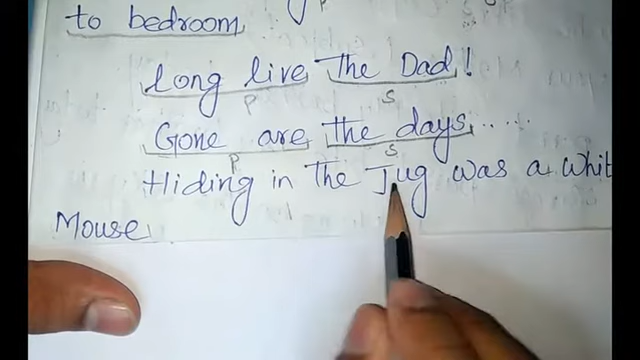 to bedroom
P
s
Long live The Dad!
P S
Gone are the days.....
P S
Hiding in The Jug was a Whit
Mouse